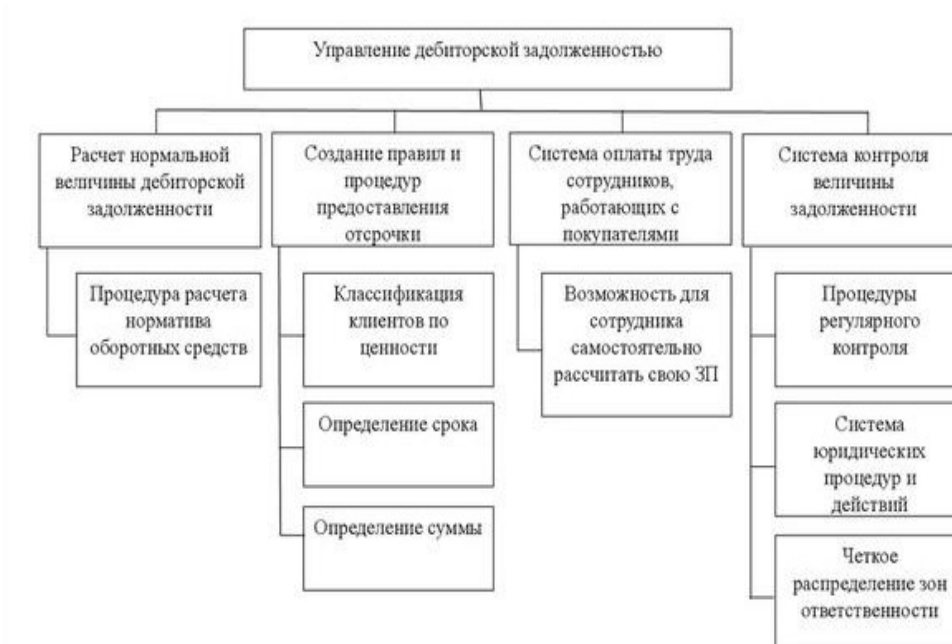 Управление дебиторской задолженностью
Расчет нормальной
величины дебиторской
задолженности
Процедура расчета
норматива
оборотных средств
Создание правил и
процедур
предоставления
отсрочки
Классификация
клиентов по
ценности
Определение срока
Определение суммы
Система оплаты труда
сотрудников,
работающих с
покупателями
Возможность для
сотрудника
самостоятельно
рассчитать свою ЗП
Система контроля
величины
задолженности
Процедуры
регулярного
контроля
Система
юридических
процедур и
действий
Четкое
распределение зон
ответственности